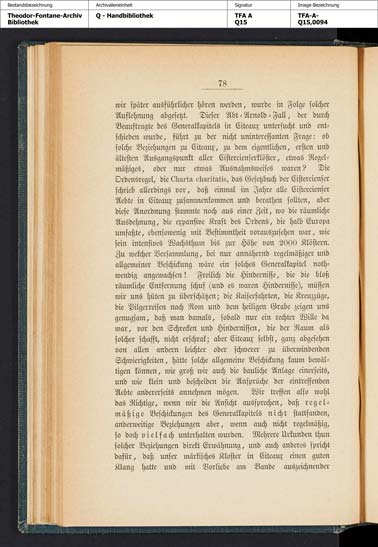 Bestandsbezeichnung
Archivalieneinheit
Signatur
Image-Bezeichnung
Theodor-Fontane-Archiv
Bibliothek
Q - Handbibliothek
TFA A
Q15
TFA-A-
Q15,0094
78
wir später ausführlicher hören werden, wurde in Folge solcher
Auflehnung abgesetzt. Dieser Abt-Arnold-Fall, der durch
Beauftragte des Generalkapitels in Citeaux untersucht und ent-
schieden wurde, führt zu der nicht uninteressanten Frage: ob
solche Beziehungen zu Citeaux, zu dem eigentlichen, ersten und
ältesten Ausgangspunkt aller Cistercienserklöster, etwas Regel-
mäßiges, oder nur etwas Ausnahmsweises waren? Die
Ordensregel, die Charta charitatis, das Gesetzbuch der Cistercienser
schrieb allerdings vor, daß einmal im Jahre alle Cistercienser
Aebte in Citeaux zusammenkommen und berathen sollten, aber
diese Anordnung stammte noch aus einer Zeit, wo die räumliche
Ausdehnung, die expansive Kraft des Ordens, die halb Europa
umfaßte, ebensowenig mit Bestimmtheit vorauszusehen war, wie
sein intensives Wachsthum bis zur Höhe von 2000 Klöstern.
Zu welcher Versammlung, bei nur annähernd regelmäßiger und
allgemeiner Beschickung wäre ein solches Generalkapitel noth-
wendig angewachsen! Freilich die Hindernisse, die die bloß
räumliche Entfernung schuf (und es waren Hindernisse), müssen
wir uns hüten zu überschätzen; die Kaiserfahrten, die Kreuzzüge,
die Pilgerreisen nach Rom und dem heiligen Grabe zeigen uns
genugsam, daß man damals, sobald nur ein rechter Wille da
war, vor den Schrecken und Hindernissen, die der Raum als
solcher schafft, nicht erschrak; aber Citeaux selbst, ganz abgesehen
von allen andern leichter oder schwerer zu überwindenden
Schwierigkeiten, hätte solche allgemeine Beschickung kaum bewäl-
tigen können, wie groß wir auch die bauliche Anlage einerseits,
und wie klein und bescheiden die Ansprüche der eintreffenden
Aebte andererseits annehmen mögen. Wir treffen also wohl
das Richtige, wenn wir die Ansicht aussprechen, daß regel-
mäßige Beschickungen des Generalkapitels nicht stattfanden,
anderweitige Beziehungen aber, wenn auch nicht regelmäßig,
so doch vielfach unterhalten wurden. Mehrere Urkunden thun
solcher Beziehungen direkt Erwähnung, und auch anderes spricht
dafür, daß unser märkisches Kloster in Citeaux einen guten
Klang hatte und mit Vorliebe am Bande auszeichnender